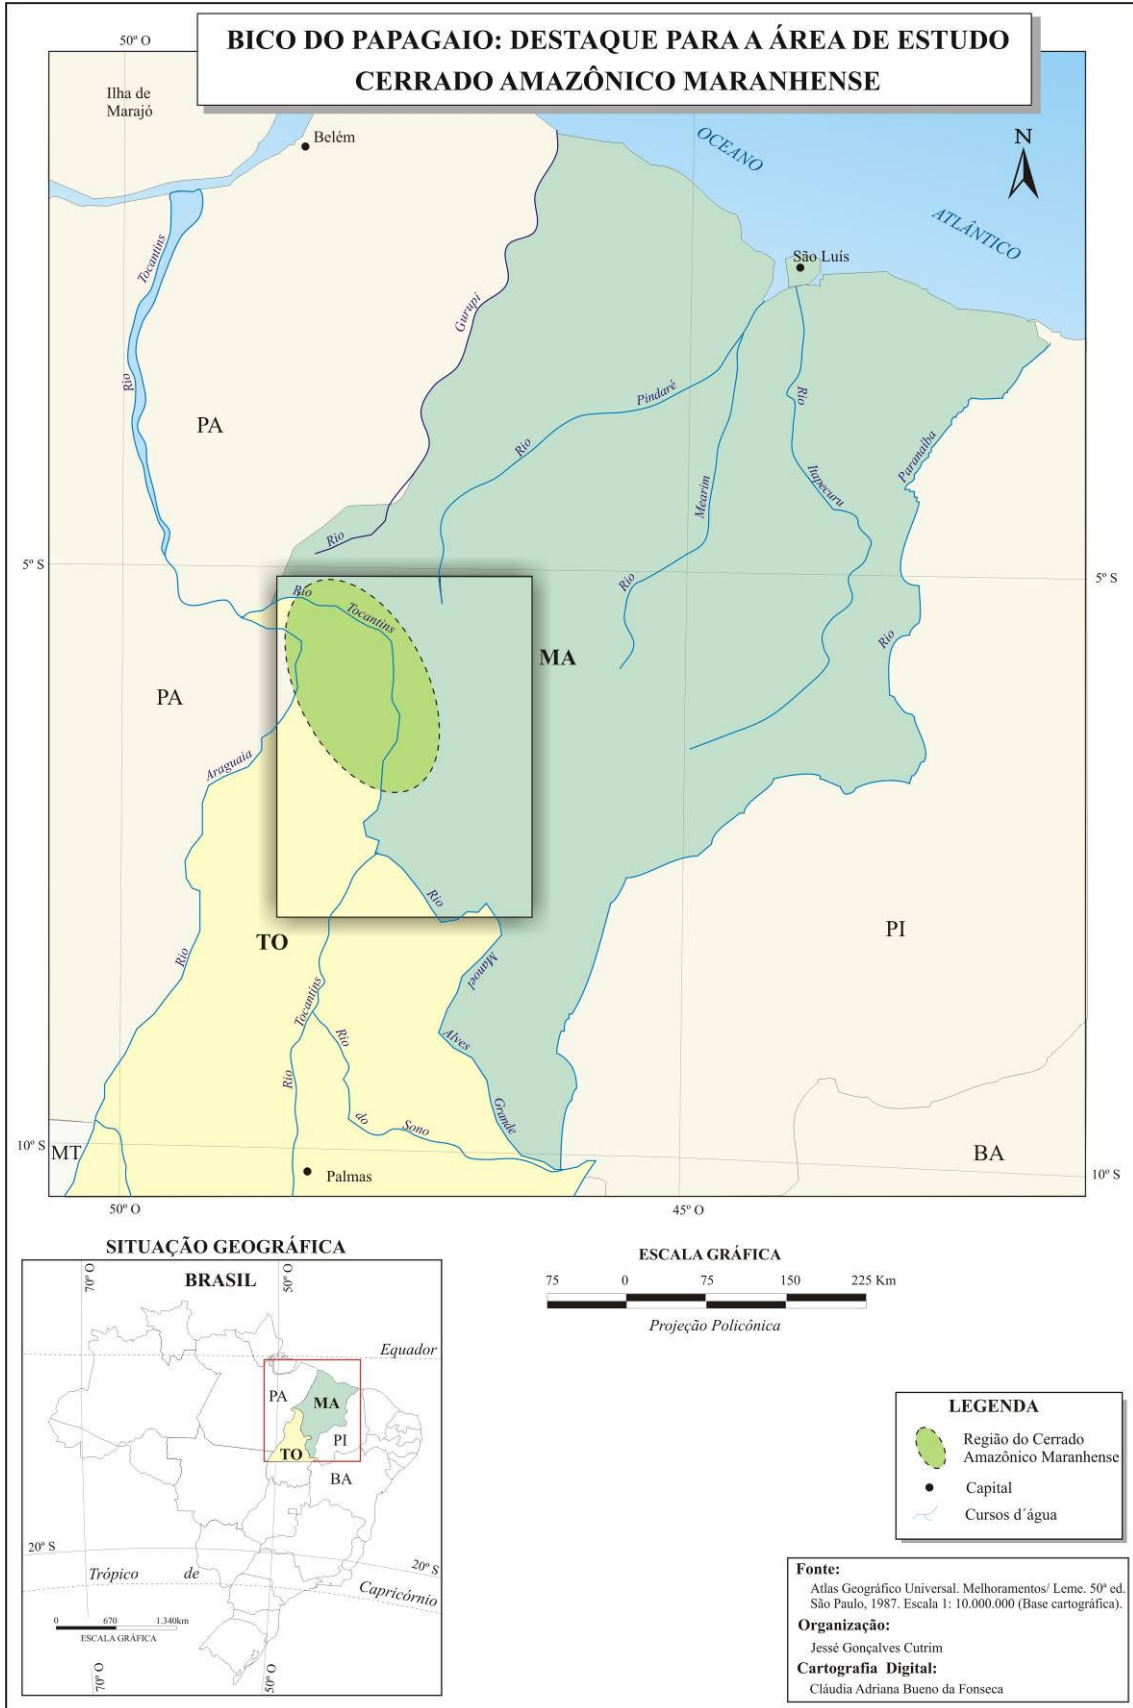 BICO DO PAPAGAIO: DESTAQUE PARA A ÁREA DE ESTUDO
CERRADO AMAZÔNICO MARANHENSE
50º O
Ilha de
Marajó
Belém
OCEANO
ATLÂNTICO
N
São Luís
Tocantins
Rio
Gurupi
Rio
PA
Pindaré
Rio
Mearim
Rio
Rio
Itapecuru
Paranaíba
Rio
5º S
5º S
Rio
Tocantins
MA
PA
Araguaia
Rio
TO
Rio
Manoel
Alves
Grande
PI
Tocantins
Rio
Rio
do
Sono
10º S
MT
Palmas
BA
10º S
50º O
45º O
SITUAÇÃO GEOGRÁFICA
BRASIL
70º O
50º O
Equador
PA
MA
PI
TO
BA
20º S
20º S
Trópico de
Capricórnio
0 670 1.340km
ESCALA GRÁFICA
70º O
50º O
ESCALA GRÁFICA
75 0 75 150 225 Km
Projeção Policônica
LEGENDA
Região do Cerrado
Amazônico Maranhense
Capital
Cursos d´água
Fonte:
Atlas Geográfico Universal. Melhoramentos/ Leme. 50ª ed.
São Paulo, 1987. Escala 1: 10.000.000 (Base cartográfica).
Organização:
Jessé Gonçalves Cutrim
Cartografia Digital:
Cláudia Adriana Bueno da Fonseca